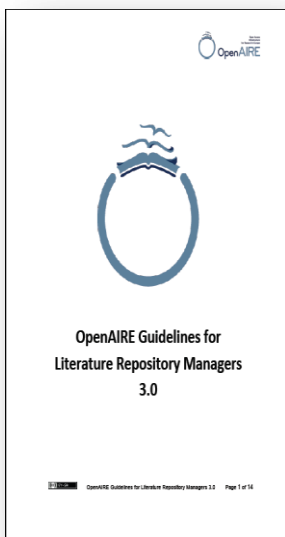 OpenAIRE
OpenAIRE Guidelines for
Literature Repository Managers
3.0
OpenAIRE Guidelines for Literature Repository Managers 3.0 Page 1 of 14